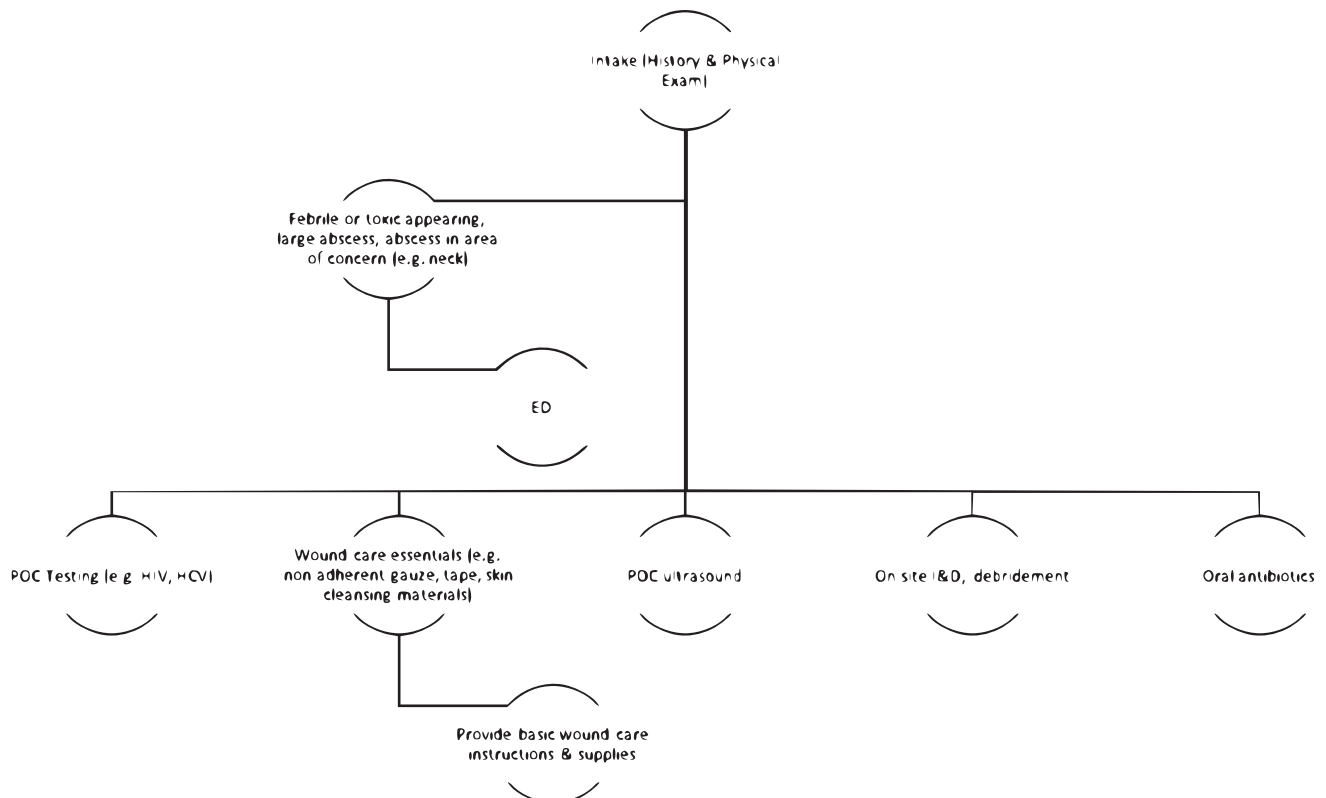 Intake (History & Physical
Exam)
Febrile or toxic appearing,
large abscess, abscess in area
of concern (e.g. neck)
ED
POC Testing (e.g. HIV, HCV)
Wound care essentials (e.g.
non adherent gauze, tape, skin
cleansing materials)
POC ultrasound
On site I&D, debridement
Oral antibiotics
Provide basic wound care
instructions & supplies